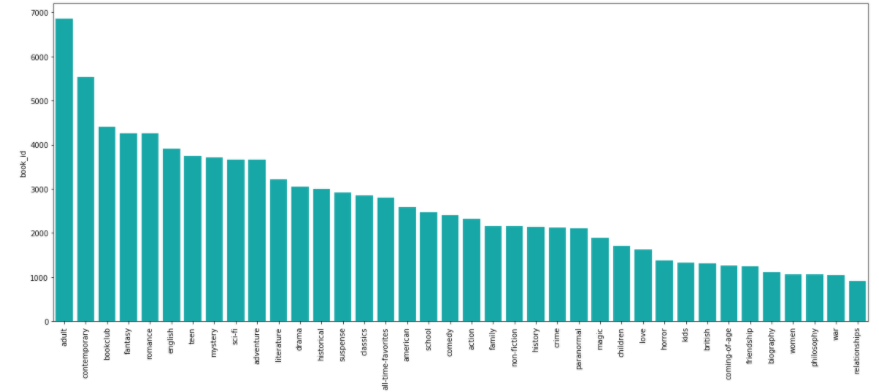 7000
6000
5000
4000
3000
2000
1000
0
book_id
adult
contemporary
bookclub
fantasy
romance
english
teen
mystery
sci-fi
adventure
literature
drama
historical
suspense
classics
all-time-favorites
american
school
comedy
action
family
non-fiction
history
crime
paranormal
magic
children
love
horror
kids
british
coming-of-age
friendship
biography
women
philosophy
war
relationships